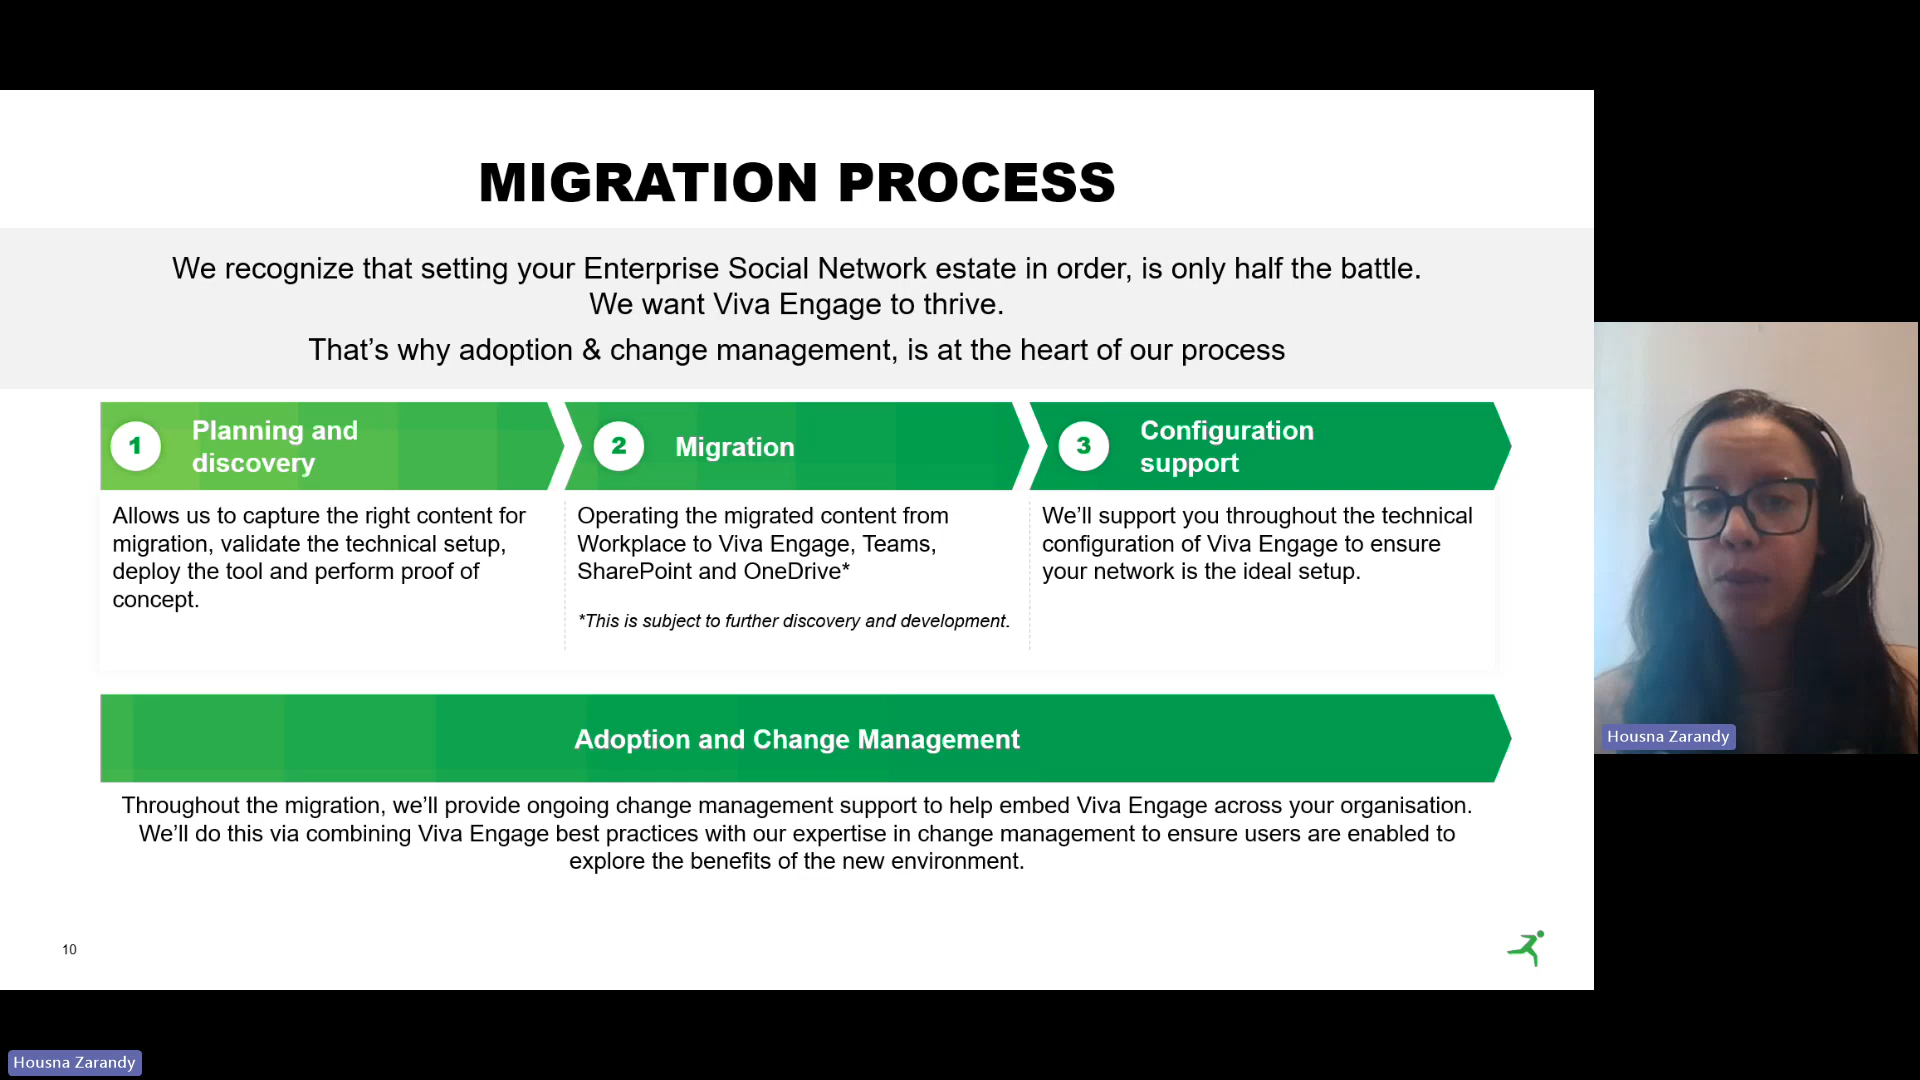 MIGRATION PROCESS
We recognize that setting your Enterprise Social Network estate in order, is only half the battle.
We want Viva Engage to thrive.
That’s why adoption & change management, is at the heart of our process
1
Planning and
discovery
Allows us to capture the right content for
migration, validate the technical setup,
deploy the tool and perform proof of
concept.
2
Migration
Operating the migrated content from
Workplace to Viva Engage, Teams,
SharePoint and OneDrive*
*This is subject to further discovery and development.
3
Configuration
support
We’ll support you throughout the technical
configuration of Viva Engage to ensure
your network is the ideal setup.
Adoption and Change Management
Throughout the migration, we’ll provide ongoing change management support to help embed Viva Engage across your organisation.
We’ll do this via combining Viva Engage best practices with our expertise in change management to ensure users are enabled to
explore the benefits of the new environment.
10
Housna Zarandy
Housna Zarandy